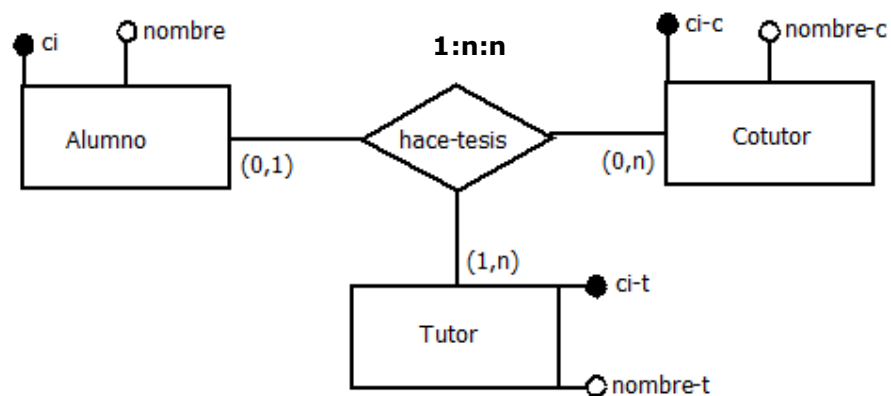 ci
nombre
1:n:n
ci-c
nombre-c
Alumno
hace-tesis
Cotutor
(0,1)
(0,n)
(1,n)
ci-t
Tutor
nombre-t